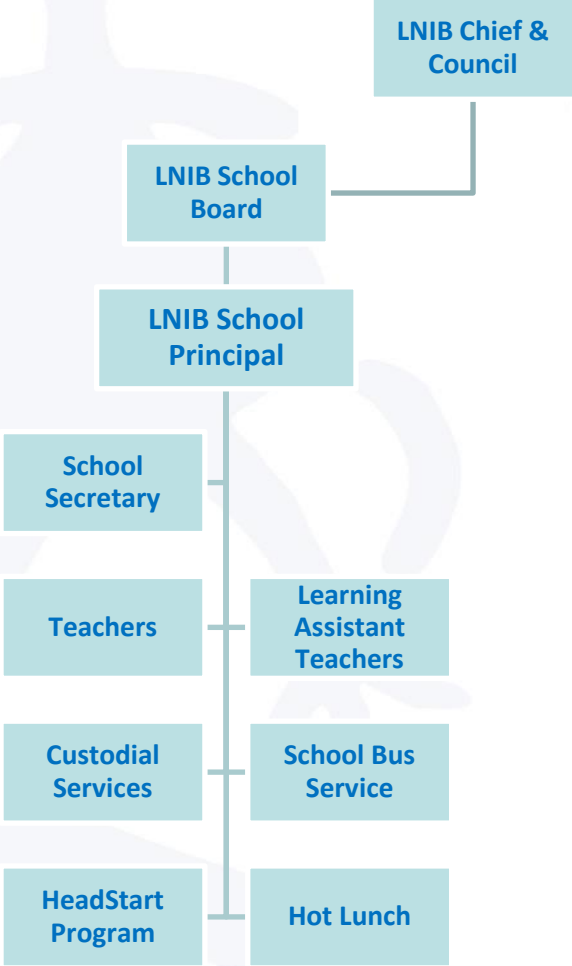 LNIB Chief &
Council
LNIB School
Board
LNIB School
Principal
School
Secretary
Teachers
Learning
Assistant
Teachers
Custodial
Services
School Bus
Service
HeadStart
Program
Hot Lunch